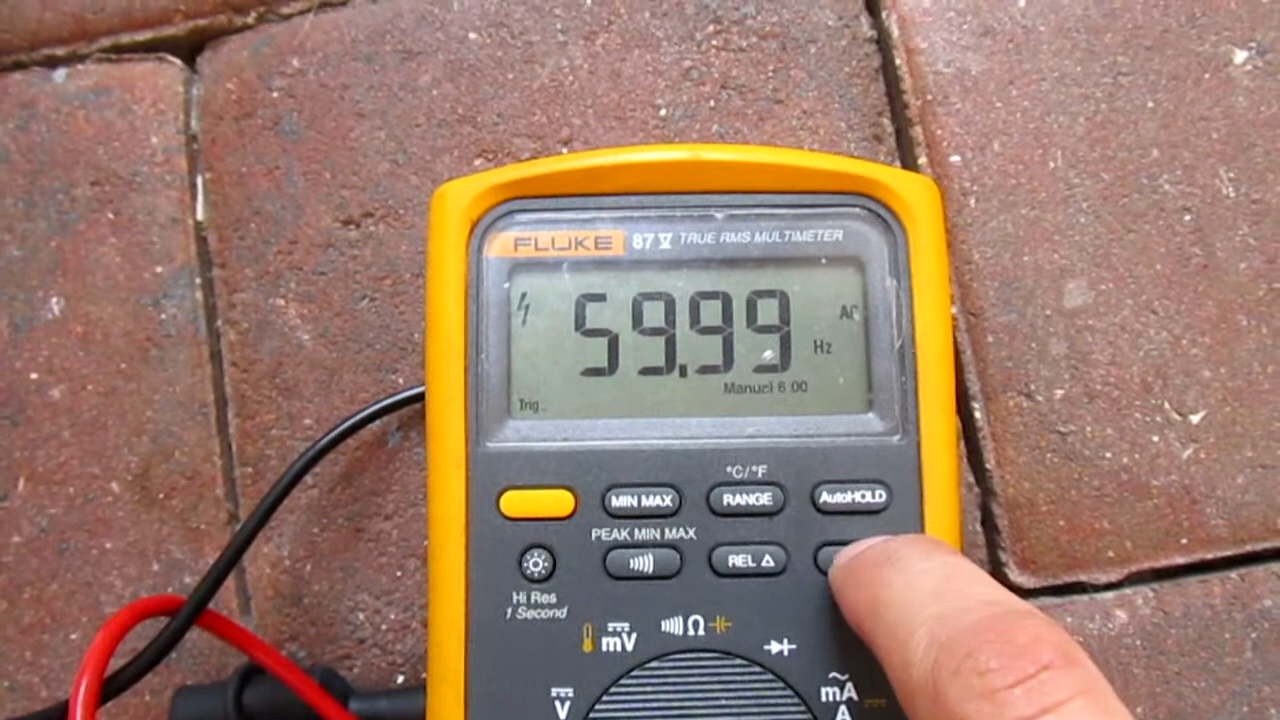 FLUKE 87 V TRUE RMS MULTIMETER
59.99 AC
Hz
Manual 6 00
Trig
°C/°F
MIN MAX RANGE AutoHOLD
PEAK MIN MAX
REL Δ
Hi Res
1 Second
mV Ω
mA
V A